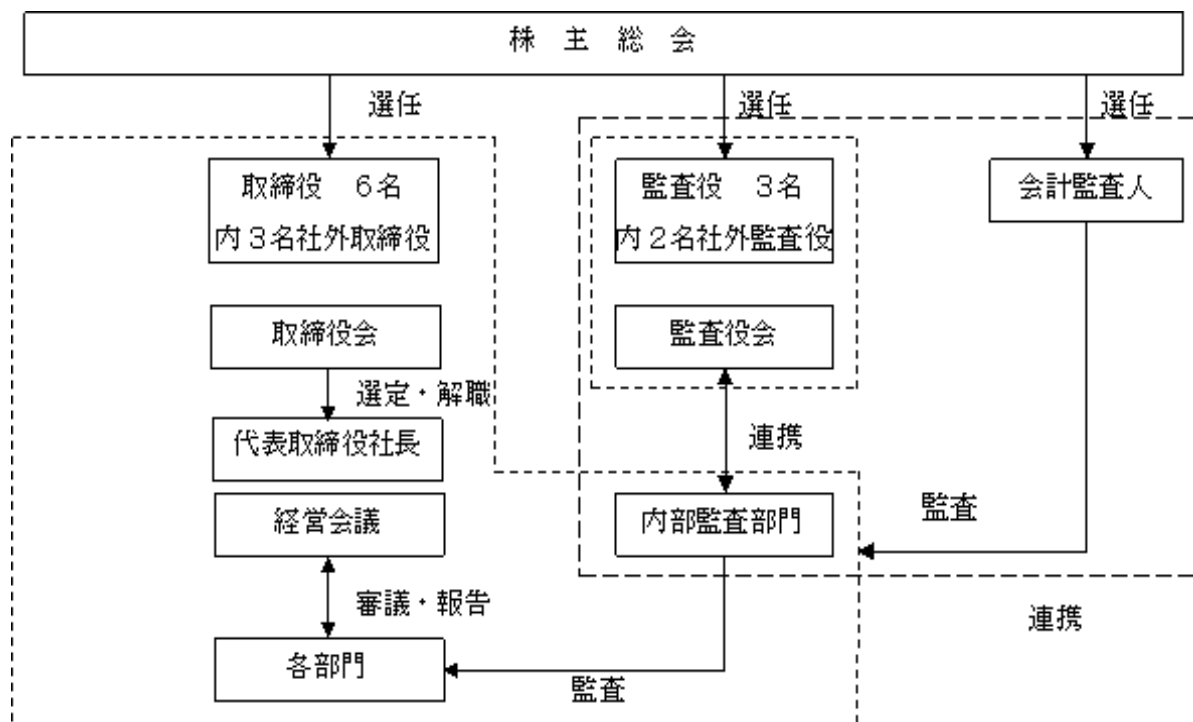 株 主 総 会
選任
選任
選任
取締役 6名
内3名社外取締役
監査役 3名
内2名社外監査役
会計監査人
取締役会
監査役会
選定・解職
代表取締役社長
連携
経営会議
内部監査部門
監査
審議・報告
連携
各部門
監査